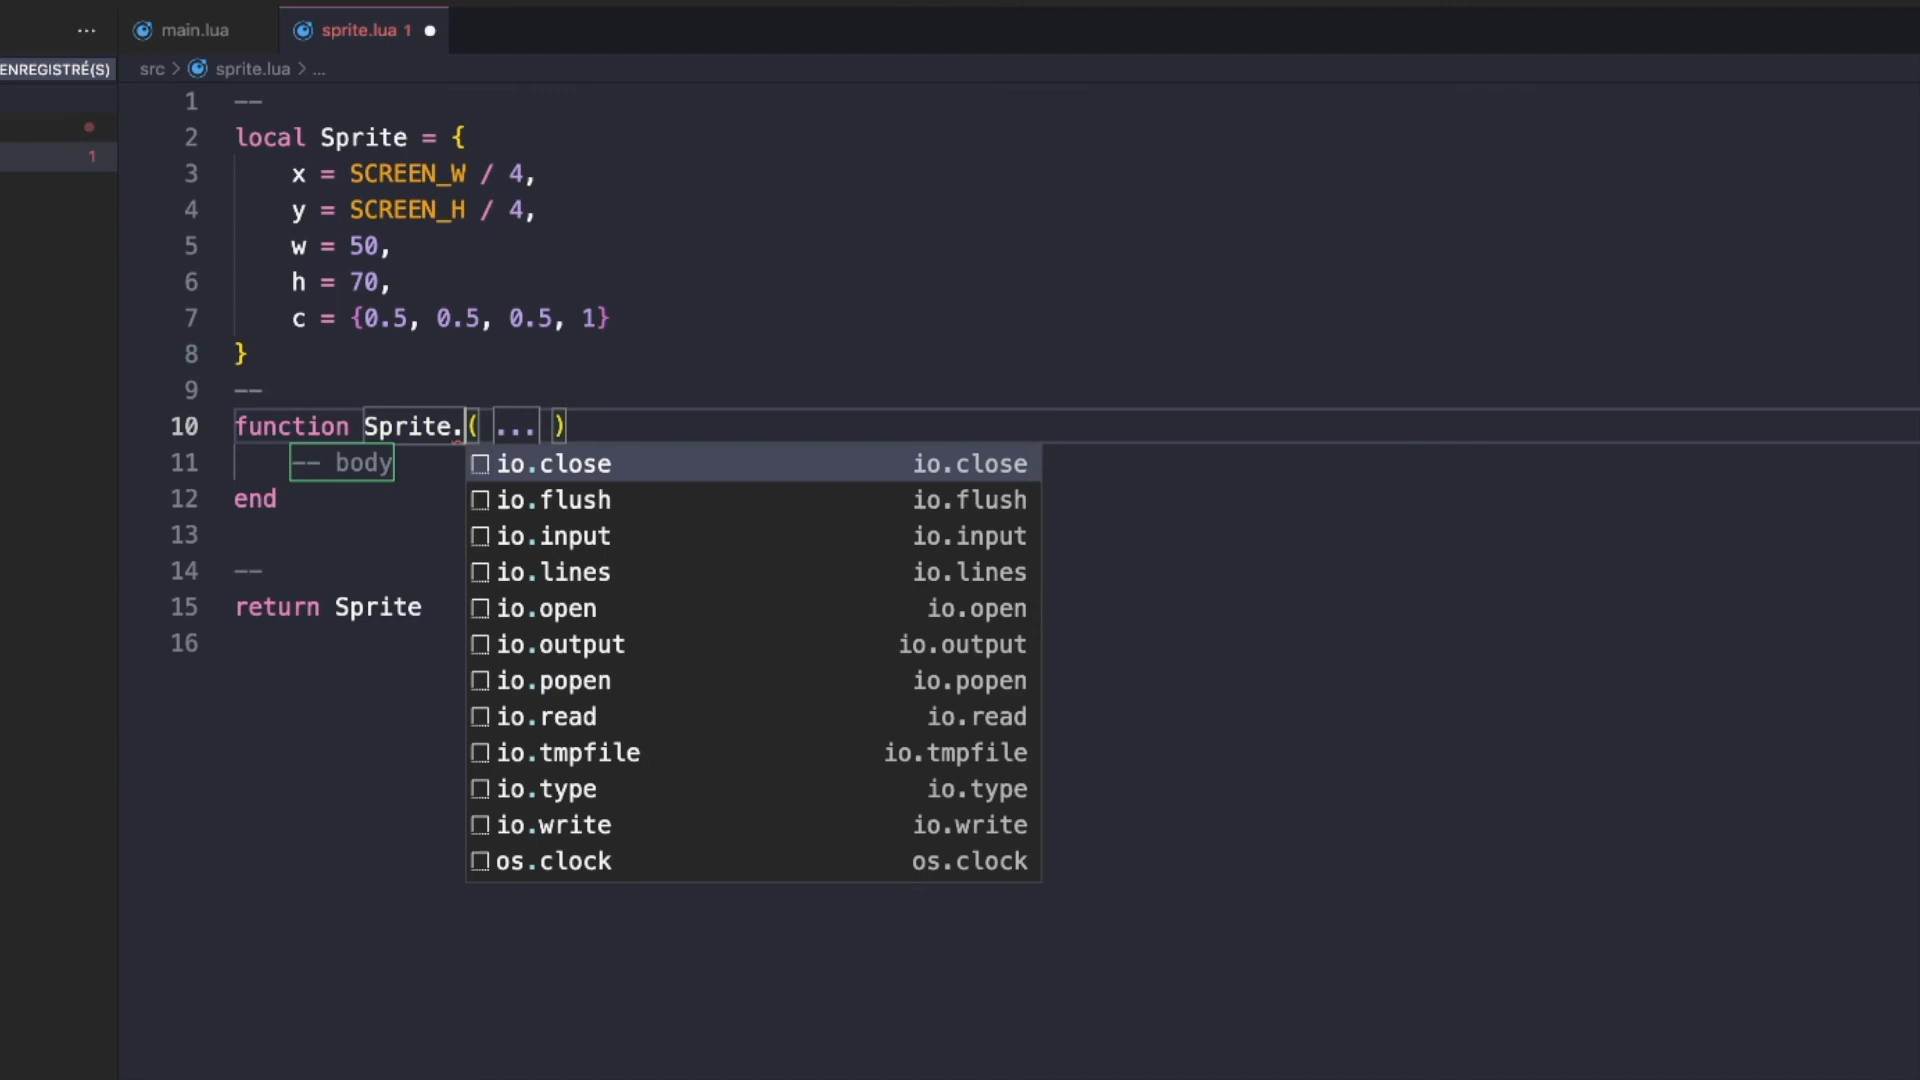 ... main.lua sprite.lua 1
ENREGISTRÉ(S) src > sprite.lua > ...
1
1 --
2 local Sprite = {
3 x = SCREEN_W / 4,
4 y = SCREEN_H / 4,
5 w = 50,
6 h = 70,
7 c = {0.5, 0.5, 0.5, 1}
8 }
9 --
10 function Sprite.( ... )
11 -- body
12 end
13
14 --
15 return Sprite
16
io.close io.close
io.flush io.flush
io.input io.input
io.lines io.lines
io.open io.open
io.output io.output
io.popen io.popen
io.read io.read
io.tmpfile io.tmpfile
io.type io.type
io.write io.write
os.clock os.clock